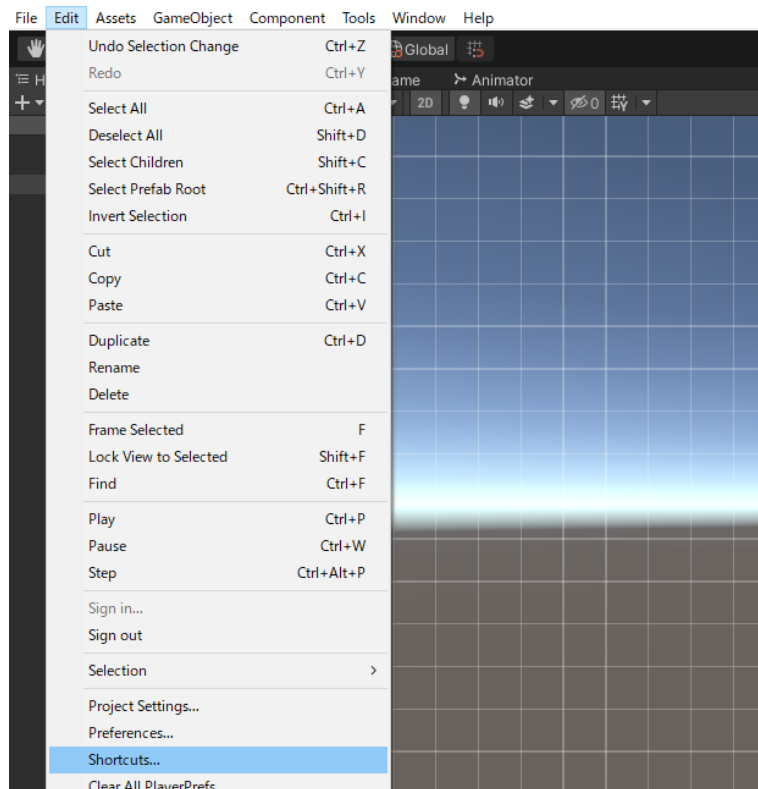 File Edit Assets GameObject Component Tools Window Help
Undo Selection Change Ctrl+Z
Global
Redo Ctrl+Y
H
ame
Animator
2D
0
Select All Ctrl+A
Deselect All Shift+D
Select Children Shift+C
Select Prefab Root Ctrl+Shift+R
Invert Selection Ctrl+I
Cut Ctrl+X
Copy Ctrl+C
Paste Ctrl+V
Duplicate Ctrl+D
Rename
Delete
Frame Selected F
Lock View to Selected Shift+F
Find Ctrl+F
Play Ctrl+P
Pause Ctrl+W
Step Ctrl+Alt+P
Sign in...
Sign out
Selection >
Project Settings...
Preferences...
Shortcuts...
Clear All PlayerPrefs